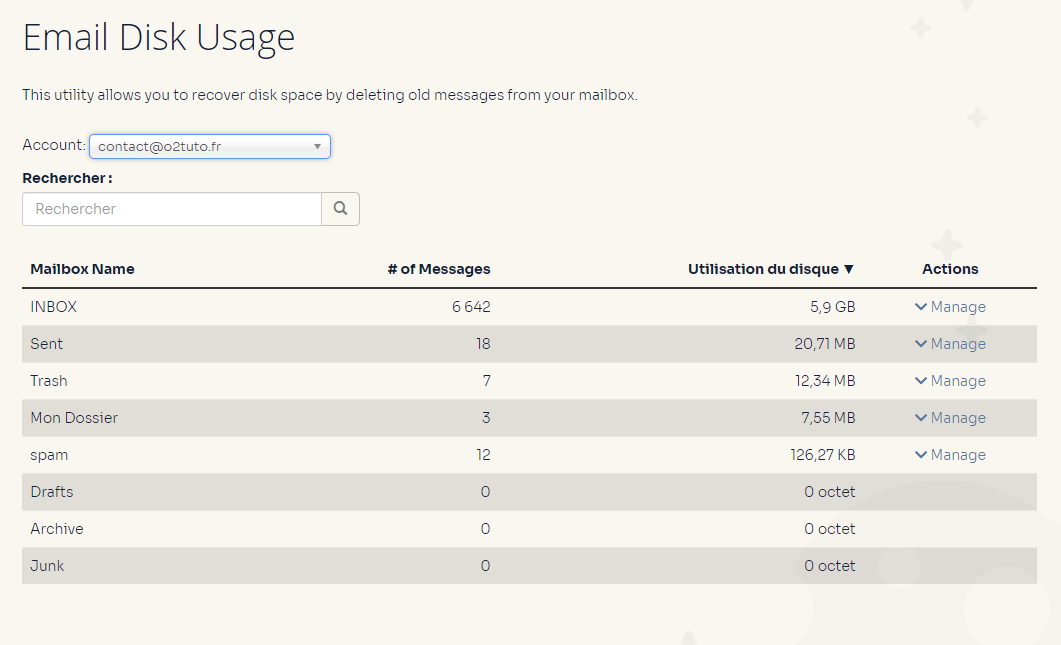 Email Disk Usage
This utility allows you to recover disk space by deleting old messages from your mailbox.
Account: contact@o2tuto.fr ▼
Rechercher :
Rechercher
Mailbox Name # of Messages Utilisation du disque ▼ Actions
INBOX 6 642 5,9 GB Manage
Sent 18 20,71 MB Manage
Trash 7 12,34 MB Manage
Mon Dossier 3 7,55 MB Manage
spam 12 126,27 KB Manage
Drafts 0 0 octet
Archive 0 0 octet
Junk 0 0 octet